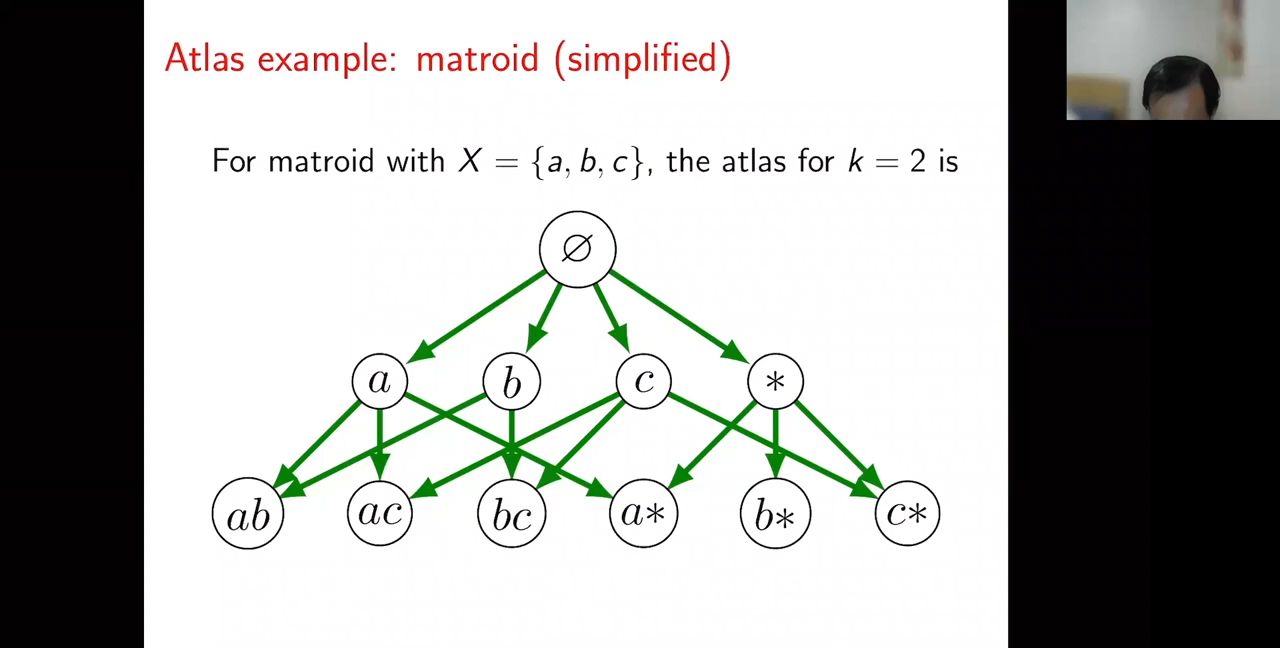 Atlas example: matroid (simplified)
For matroid with X = {a, b, c}, the atlas for k = 2 is
∅
a b c *
ab ac bc a* b* c*